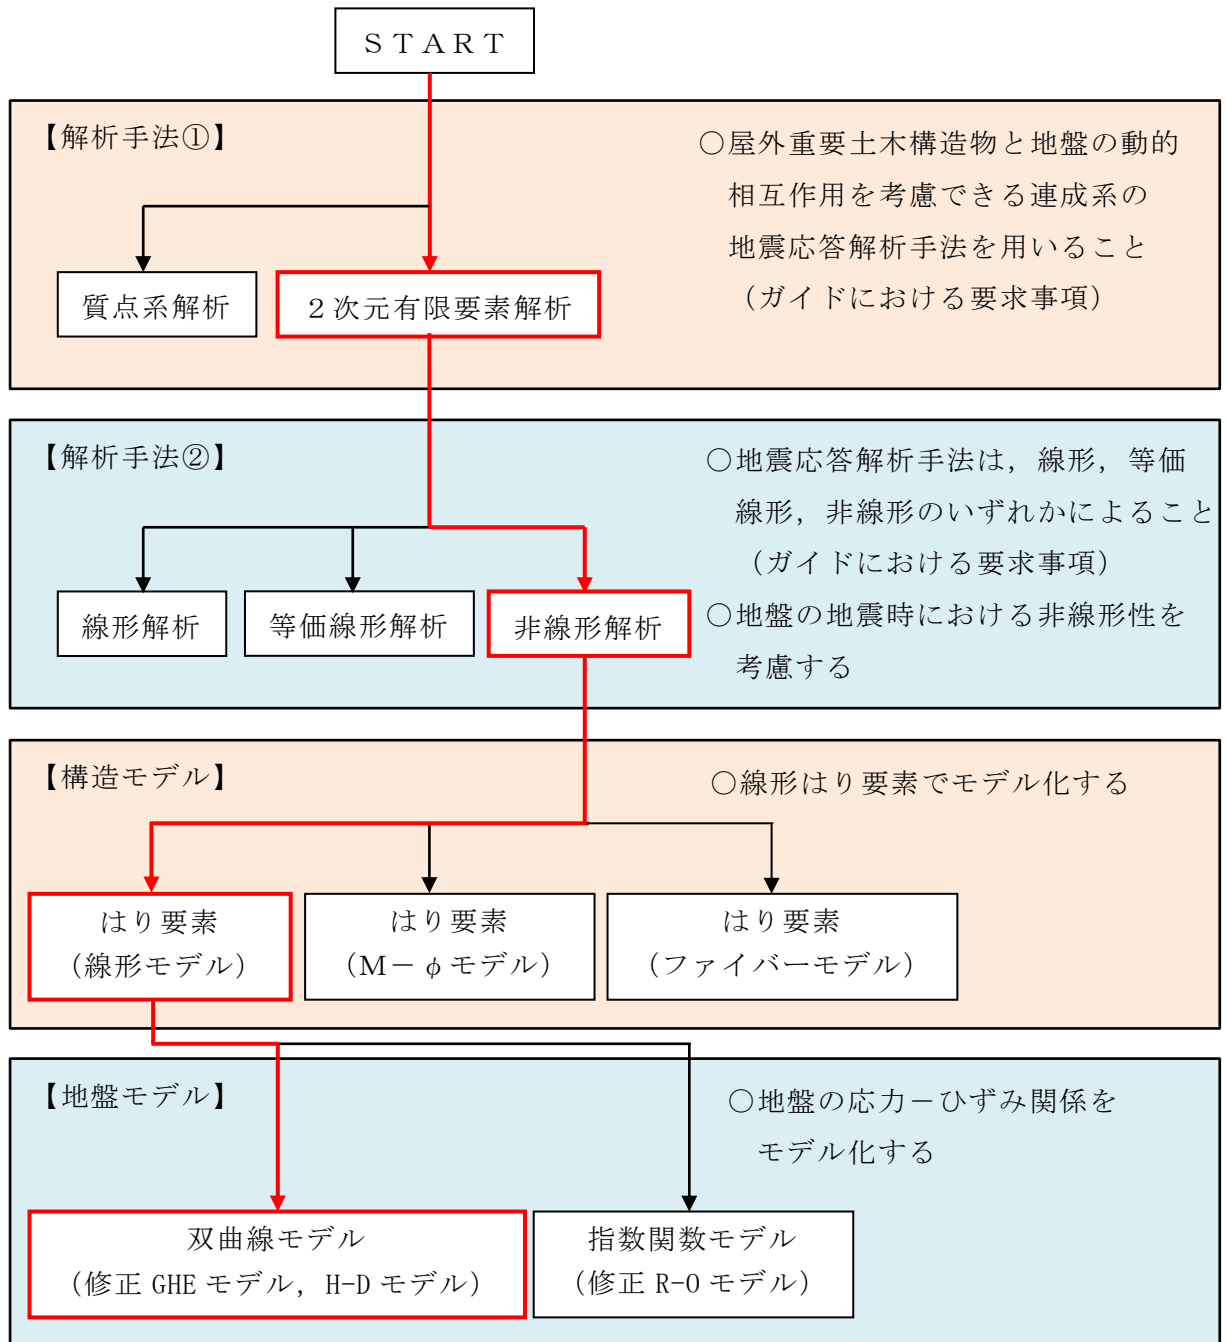 ＳＴＡＲＴ
【解析手法①】
○屋外重要土木構造物と地盤の動的
相互作用を考慮できる連成系の
地震応答解析手法を用いること
（ガイドにおける要求事項）
質点系解析
２次元有限要素解析
【解析手法②】
○地震応答解析手法は，線形，等価
線形，非線形のいずれかによること
（ガイドにおける要求事項）
○地盤の地震時における非線形性を
考慮する
線形解析
等価線形解析
非線形解析
【構造モデル】
○線形はり要素でモデル化する
はり要素
（線形モデル）
はり要素
（M－φモデル）
はり要素
（ファイバーモデル）
【地盤モデル】
○地盤の応力－ひずみ関係を
モデル化する
双曲線モデル
（修正 GHE モデル，H-D モデル）
指数関数モデル
（修正 R-O モデル）